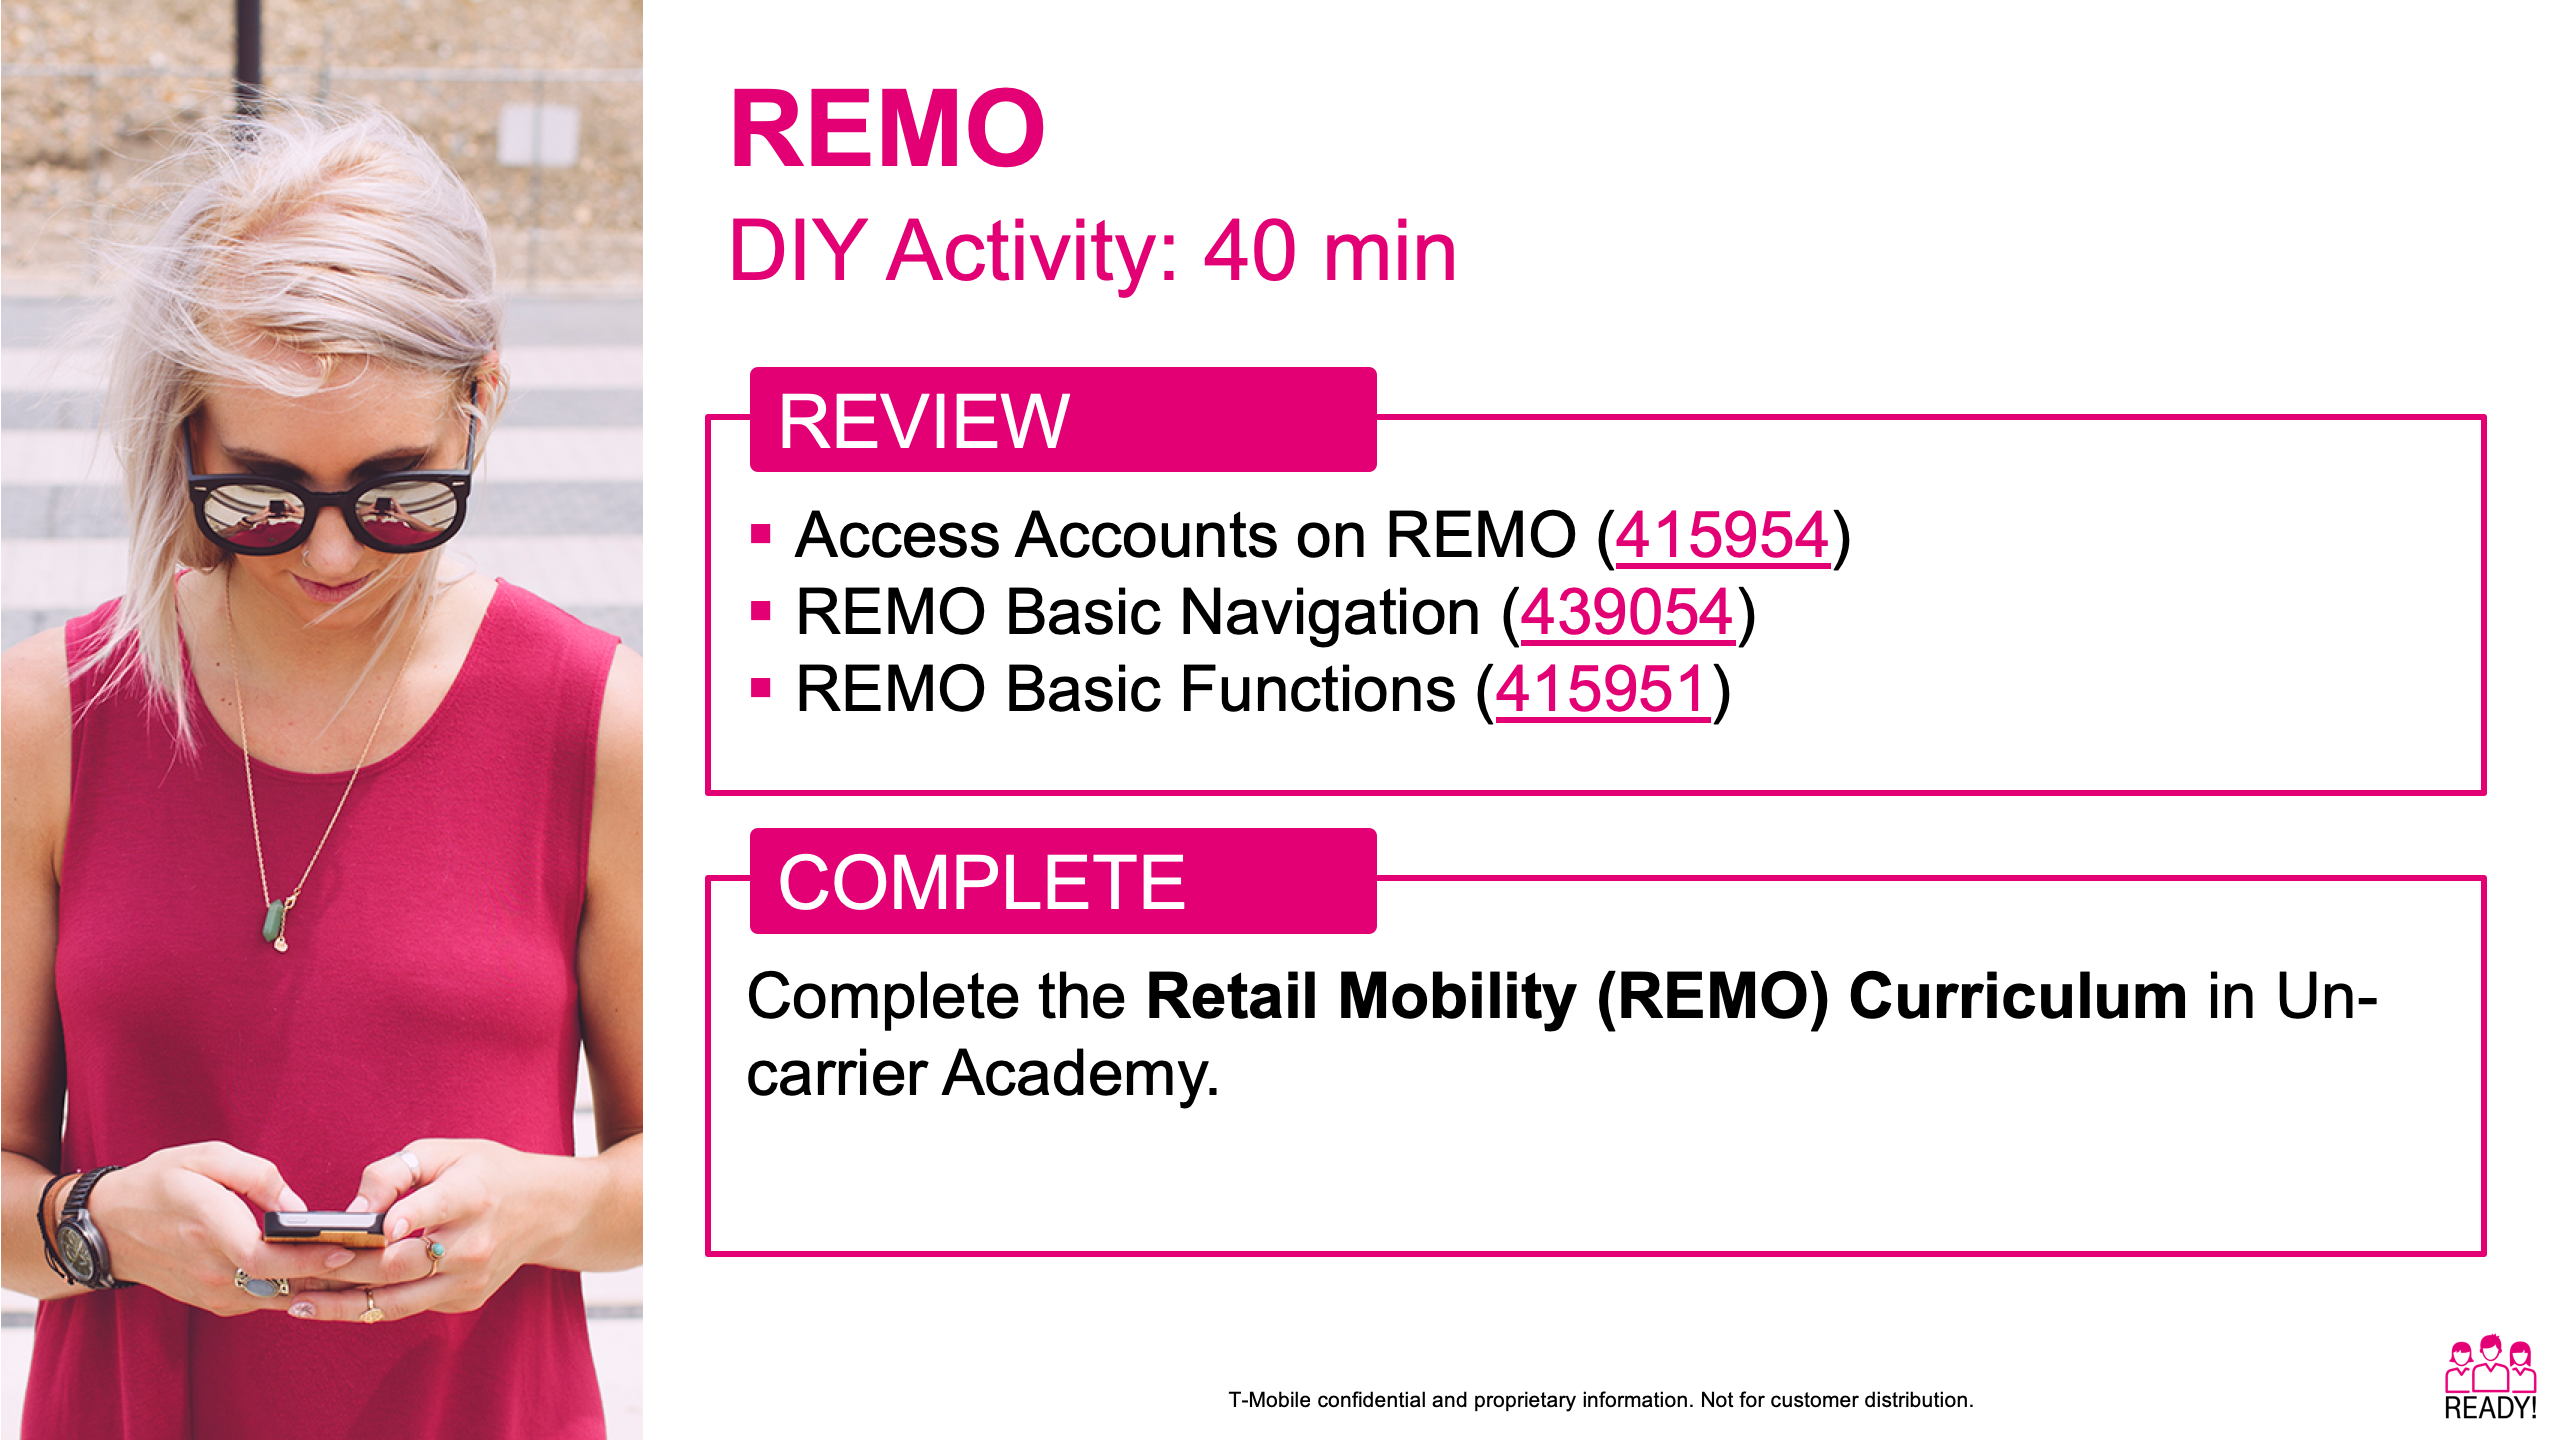 REMO
DIY Activity: 40 min
REVIEW
▪ Access Accounts on REMO (415954)
▪ REMO Basic Navigation (439054)
▪ REMO Basic Functions (415951)
COMPLETE
Complete the Retail Mobility (REMO) Curriculum in Un-
carrier Academy.
T-Mobile confidential and proprietary information. Not for customer distribution.
READY!